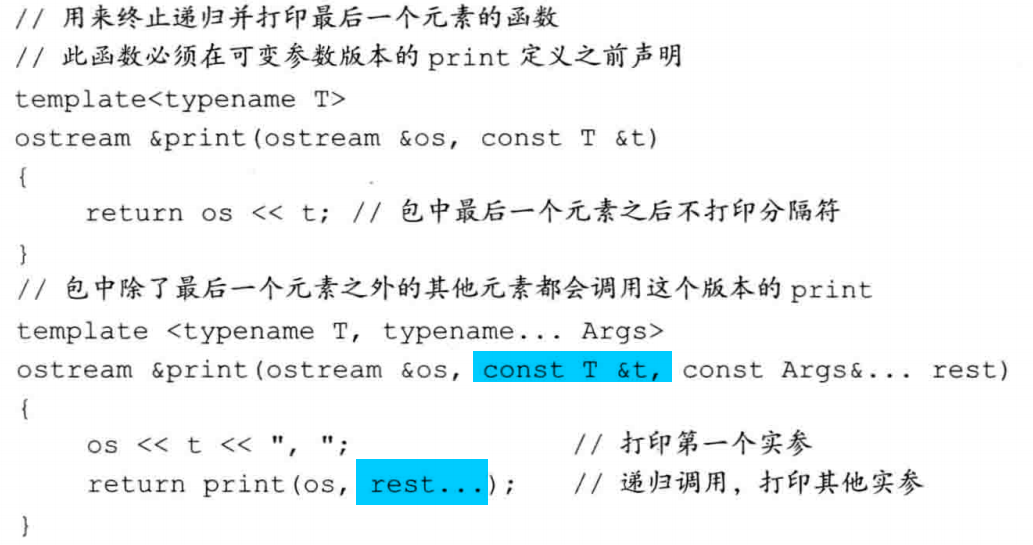 // 用来终止递归并打印最后一个元素的函数
// 此函数必须在可变参数版本的 print 定义之前声明
template<typename T>
ostream &print(ostream &os, const T &t)
{
    return os << t; // 包中最后一个元素之后不打印分隔符
}
// 包中除了最后一个元素之外的其他元素都会调用这个版本的 print
template <typename T, typename... Args>
ostream &print(ostream &os, const T &t, const Args&... rest)
{
    os << t << ", ";            // 打印第一个实参
    return print(os, rest...);    // 递归调用，打印其他实参
}